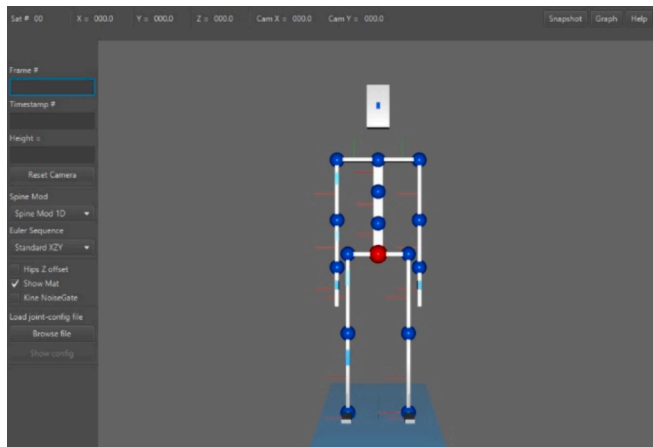 Sat # 00 X = 000.0 Y = 000.0 Z = 000.0 Cam X = 000.0 Cam Y = 000.0 Snapshot Graph Help
Frame #
Timestamp #
Height =
Reset Camera
Spine Mod
Spine Mod 1D
Euler Sequence
Standard XZY
Hips Z offset
Show Mat
Kine NoiseGate
Load joint-config file
Browse file
Show config